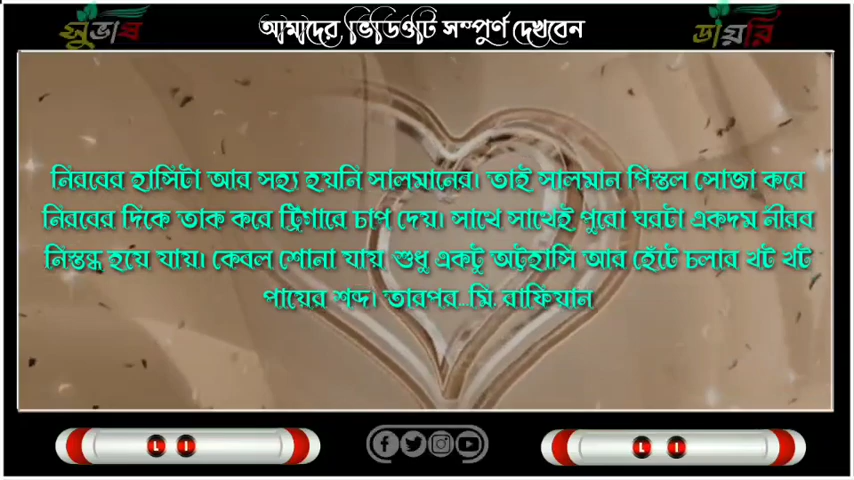 সুভাষ
আমাদের ভিডিওটি সম্পুর্ণ দেখবেন
ডায়রি
নিরবের হাসিটা আর সহ্য হয়নি সালমানের। তাই সালমান পিস্তল সোজা করে
নিরবের দিকে তাক করে ট্রিগারে চাপ দেয়। সাথে সাথেই পুরো ঘরটা একদম নীরব
নিস্তব্ধ হয়ে যায়। কেবল শোনা যায় শুধু একটু অট্রহাসি আর হেঁটে চলার খট খট
পায়ের শব্দ। তারপর...মি. রাফিয়ান
L I
L I